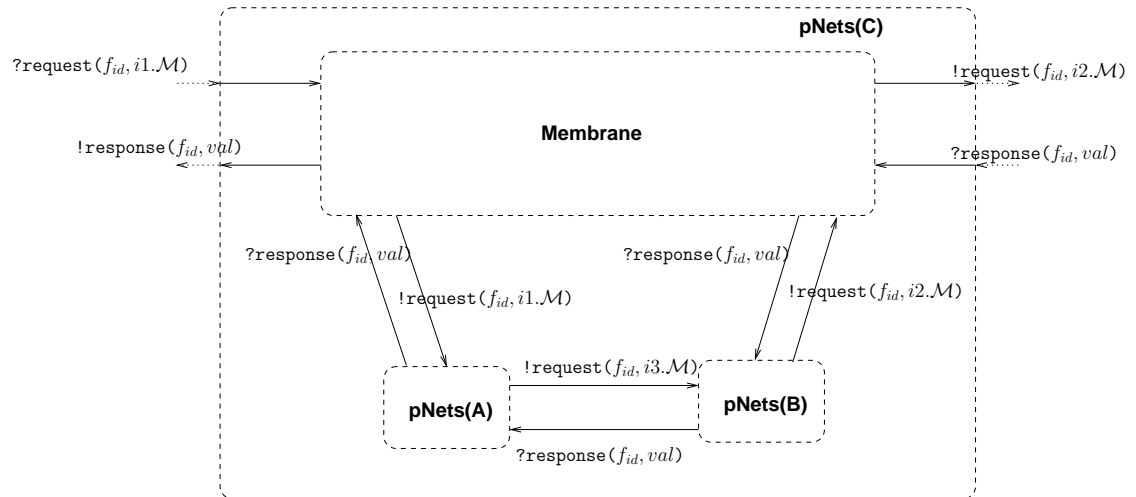 pNets(C)
?request(f_id, i1.ℳ)
!request(f_id, i2.ℳ)
Membrane
!response(f_id, val)
?response(f_id, val)
?response(f_id, val)
?response(f_id, val)
!request(f_id, i1.ℳ)
!request(f_id, i2.ℳ)
!request(f_id, i3.ℳ)
pNets(A)
pNets(B)
?response(f_id, val)